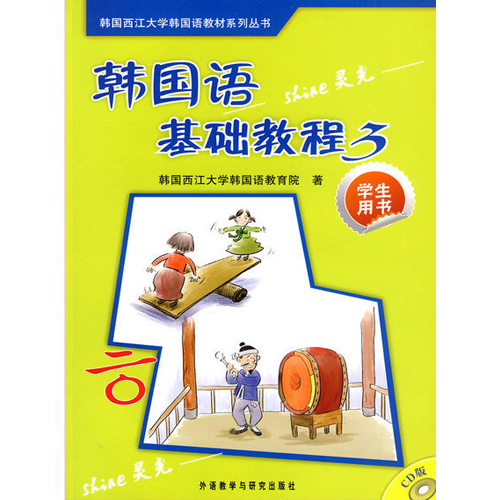 韩国西江大学韩国语教材系列丛书
韩国语
shine 灵光
基础教程3
韩国西江大学韩国语教育院 著
学生
用书
ㅎ
shine 灵光
CD版
外语教学与研究出版社